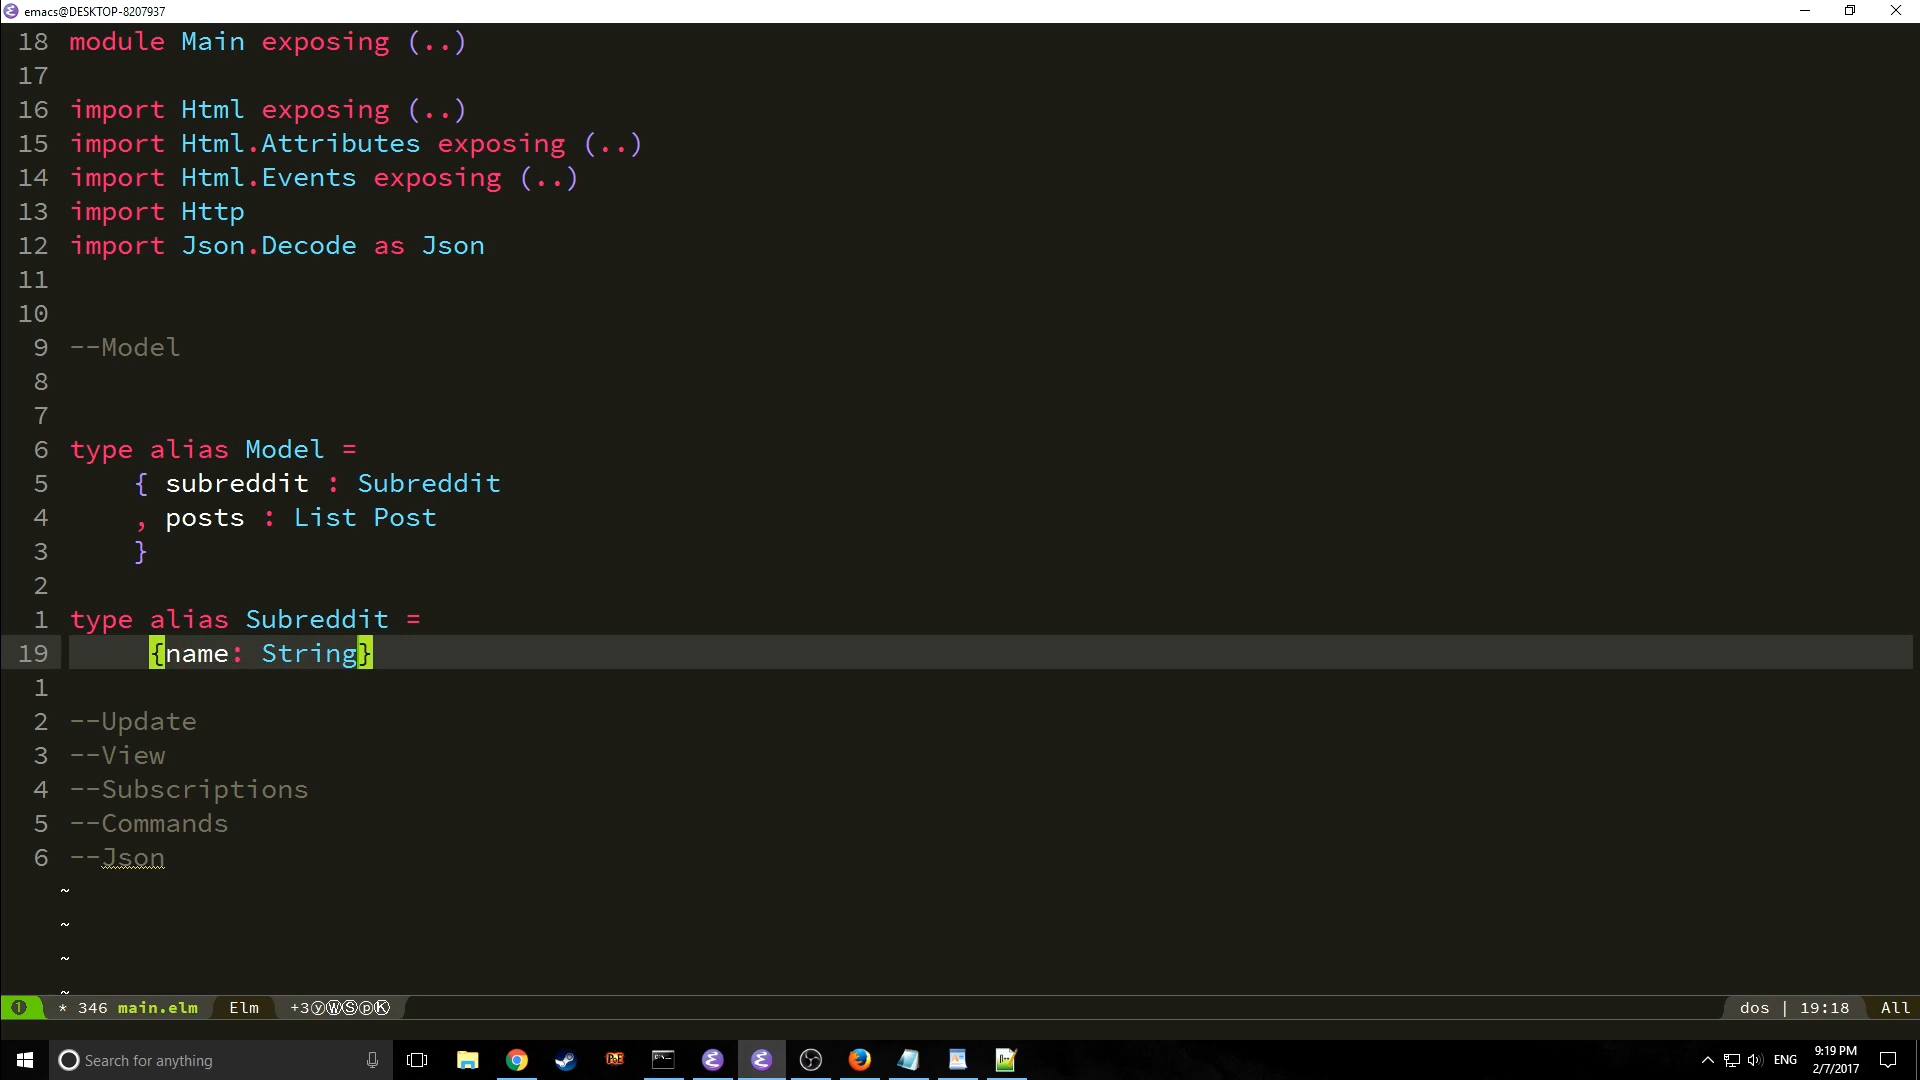 emacs@DESKTOP-8207937
18 module Main exposing (..)
17
16 import Html exposing (..)
15 import Html.Attributes exposing (..)
14 import Html.Events exposing (..)
13 import Http
12 import Json.Decode as Json
11
10
9 --Model
8
7
6 type alias Model =
5     { subreddit : Subreddit
4     , posts : List Post
3     }
2
1 type alias Subreddit =
19      {name: String}
1
2 --Update
3 --View
4 --Subscriptions
5 --Commands
6 --Json
~
~
~
~
❶ * 346 main.elm Elm +3ⓨⓌⓈⓟⓀ dos | 19:18 All
Search for anything ENG 9:19 PM
2/7/2017